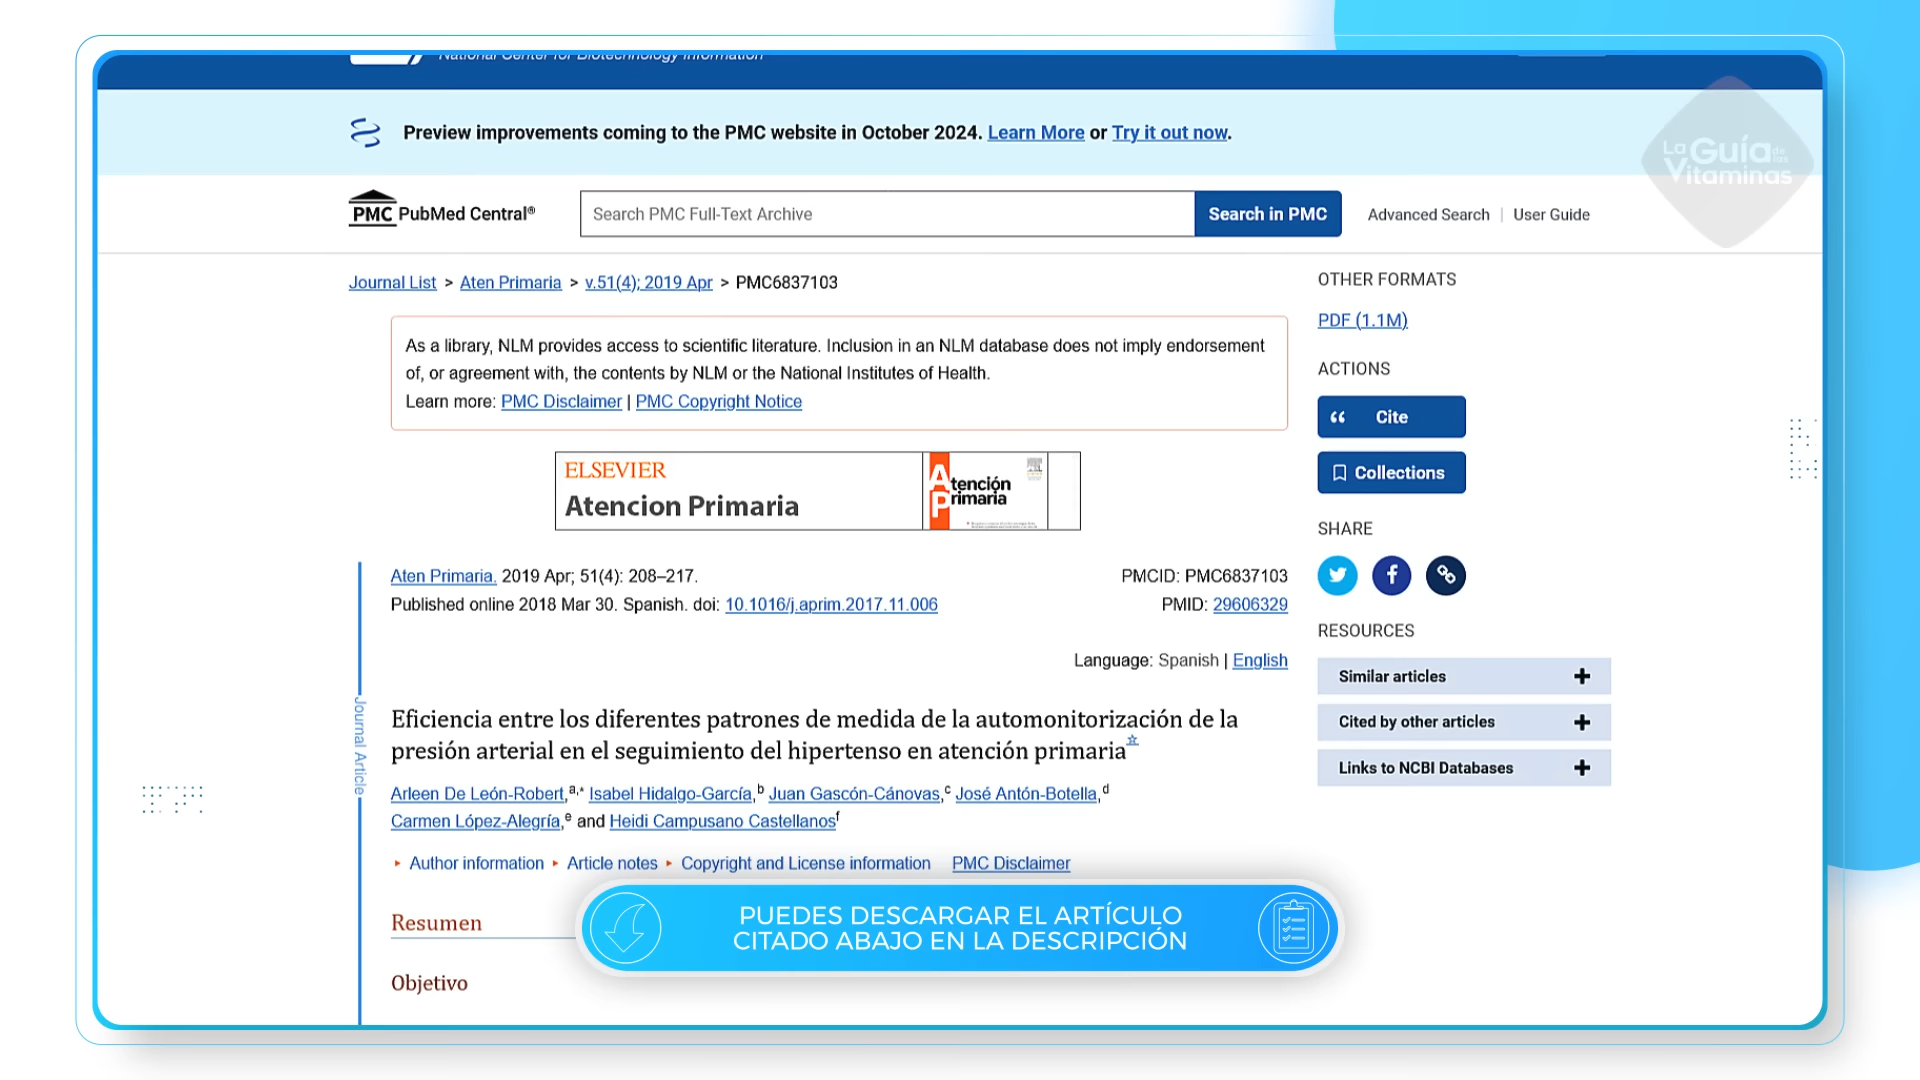 National Center for Biotechnology Information
Preview improvements coming to the PMC website in October 2024. Learn More or Try it out now.
La Guía de las Vitaminas
PMC PubMed Central®
Search PMC Full-Text Archive
Search in PMC
Advanced Search | User Guide
Journal List > Aten Primaria > v.51(4); 2019 Apr > PMC6837103
As a library, NLM provides access to scientific literature. Inclusion in an NLM database does not imply endorsement
of, or agreement with, the contents by NLM or the National Institutes of Health.
Learn more: PMC Disclaimer | PMC Copyright Notice
ELSEVIER
Atencion Primaria
Atención
Primaria
Aten Primaria. 2019 Apr; 51(4): 208–217.
PMCID: PMC6837103
Published online 2018 Mar 30. Spanish. doi: 10.1016/j.aprim.2017.11.006
PMID: 29606329
Language: Spanish | English
Journal Article
Eficiencia entre los diferentes patrones de medida de la automonitorización de la
presión arterial en el seguimiento del hipertenso en atención primaria☆
Arleen De León-Robert,a,* Isabel Hidalgo-García,b Juan Gascón-Cánovas,c José Antón-Botella,d
Carmen López-Alegría,e and Heidi Campusano Castellanosf
▸ Author information ▸ Article notes ▸ Copyright and License information PMC Disclaimer
Resumen
Objetivo
OTHER FORMATS
PDF (1.1M)
ACTIONS
Cite
Collections
SHARE
RESOURCES
Similar articles
Cited by other articles
Links to NCBI Databases
PUEDES DESCARGAR EL ARTÍCULO
CITADO ABAJO EN LA DESCRIPCIÓN